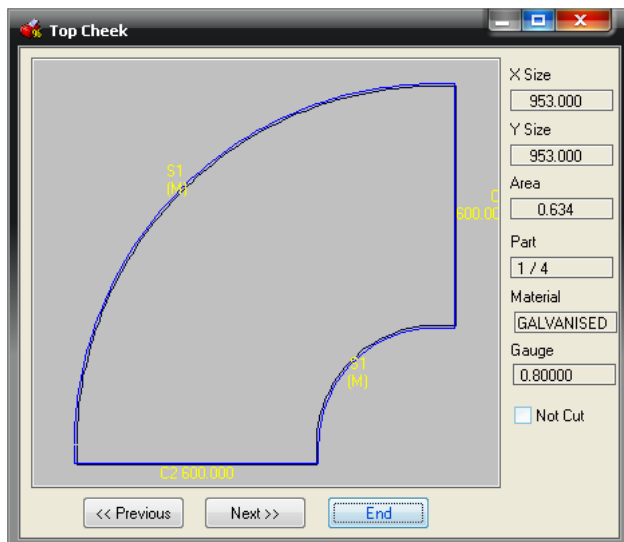 Top Cheek
X Size
953.000
Y Size
953.000
Area
0.634
Part
1 / 4
Material
GALVANISED
Gauge
0.80000
Not Cut
S1
(M)
C
600.00
S1
(M)
C2 600.000
<< Previous
Next >>
End